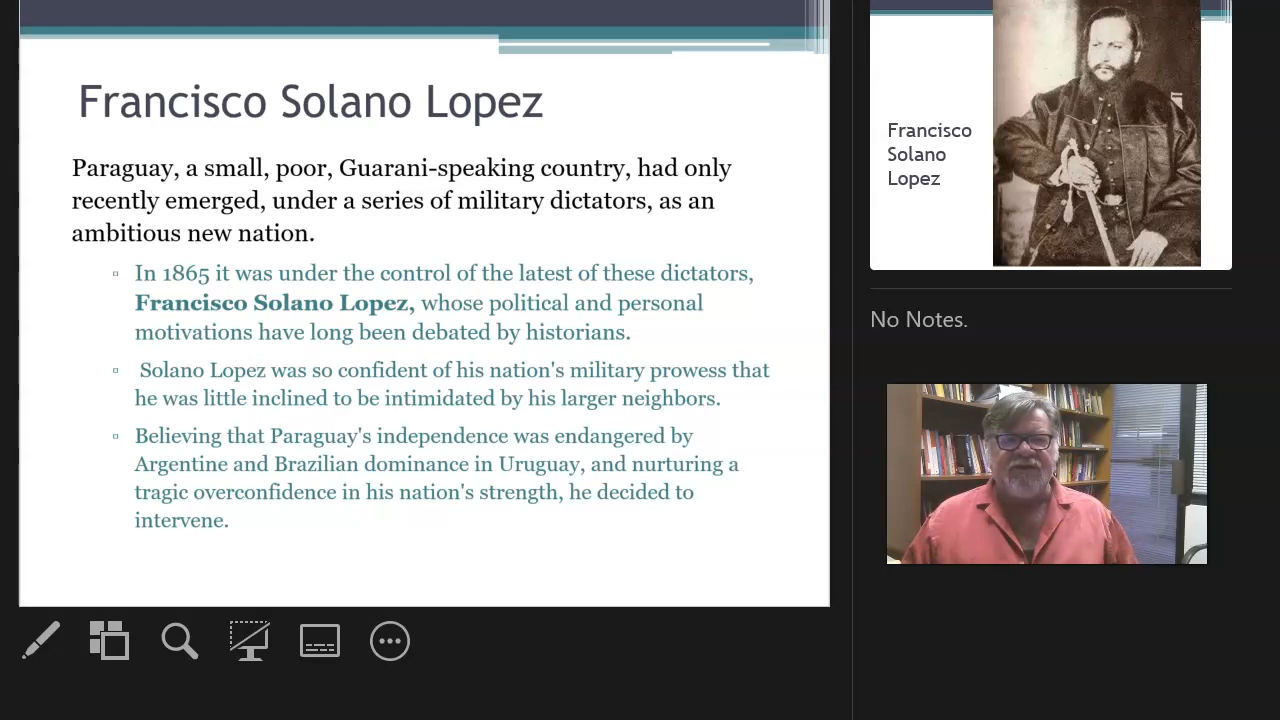 Francisco Solano Lopez
Paraguay, a small, poor, Guarani-speaking country, had only
recently emerged, under a series of military dictators, as an
ambitious new nation.
In 1865 it was under the control of the latest of these dictators,
Francisco Solano Lopez, whose political and personal
motivations have long been debated by historians.
Solano Lopez was so confident of his nation's military prowess that
he was little inclined to be intimidated by his larger neighbors.
Believing that Paraguay's independence was endangered by
Argentine and Brazilian dominance in Uruguay, and nurturing a
tragic overconfidence in his nation's strength, he decided to
intervene.
Francisco
Solano
Lopez
No Notes.